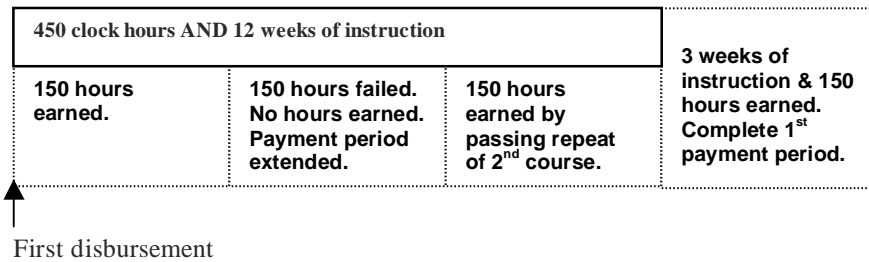 450 clock hours AND 12 weeks of instruction
150 hours
earned.
150 hours failed.
No hours earned.
Payment period
extended.
150 hours
earned by
passing repeat
of 2nd course.
3 weeks of
instruction & 150
hours earned.
Complete 1st
payment period.
First disbursement